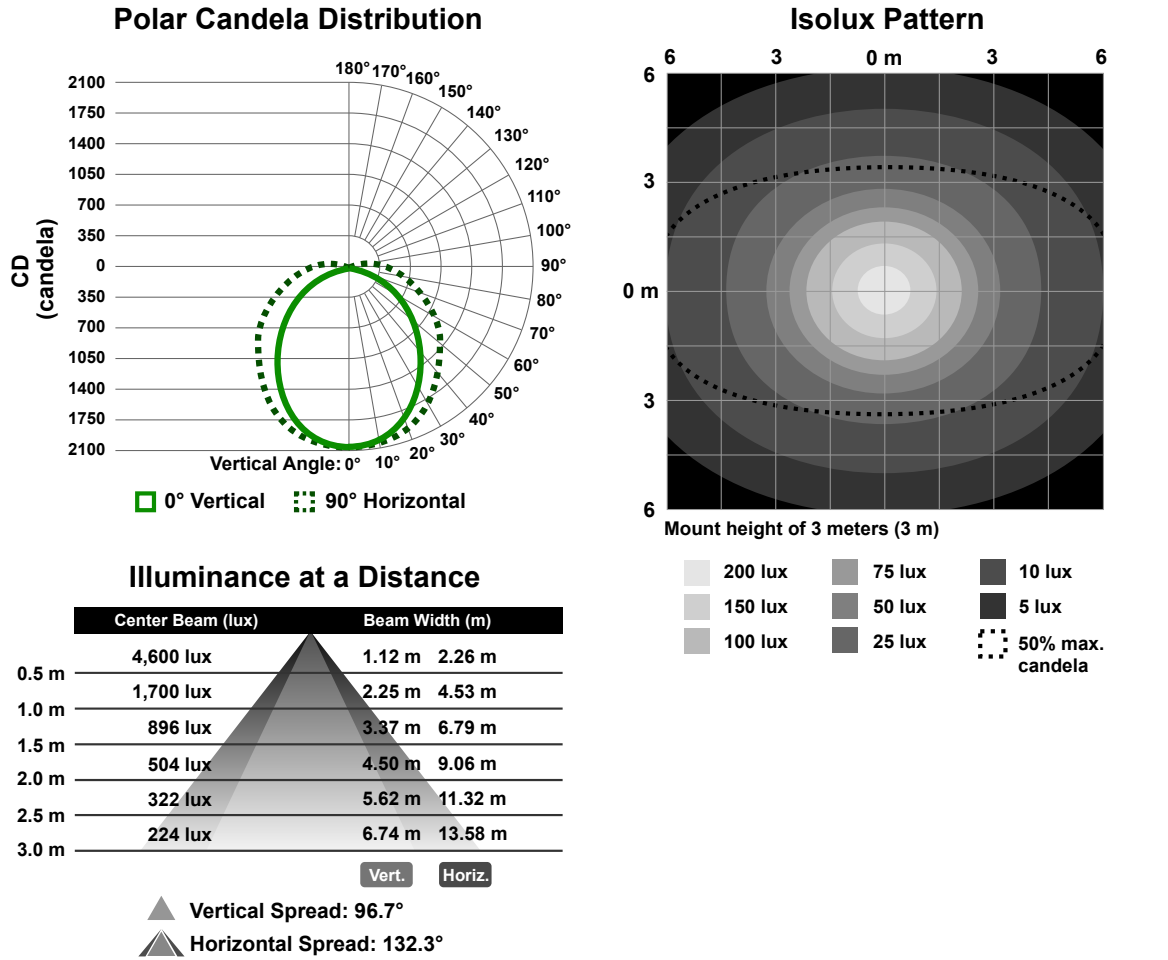 Polar Candela Distribution
180° 170° 160° 150° 140° 130° 120° 110° 100° 90° 80° 70° 60° 50° 40° 30° 20° 10°
2100
1750
1400
1050
700
350
0
350
700
1050
1400
1750
2100
CD
(candela)
Vertical Angle: 0°
0° Vertical 90° Horizontal
Isolux Pattern
6 3 0 m 3 6
6
3
0 m
3
6
Mount height of 3 meters (3 m)
200 lux 75 lux 10 lux
150 lux 50 lux 5 lux
100 lux 25 lux 50% max.
candela
Illuminance at a Distance
Center Beam (lux) Beam Width (m)
4,600 lux 1.12 m 2.26 m
0.5 m
1,700 lux 2.25 m 4.53 m
1.0 m
896 lux 3.37 m 6.79 m
1.5 m
504 lux 4.50 m 9.06 m
2.0 m
322 lux 5.62 m 11.32 m
2.5 m
224 lux 6.74 m 13.58 m
3.0 m
Vert. Horiz.
Vertical Spread: 96.7°
Horizontal Spread: 132.3°